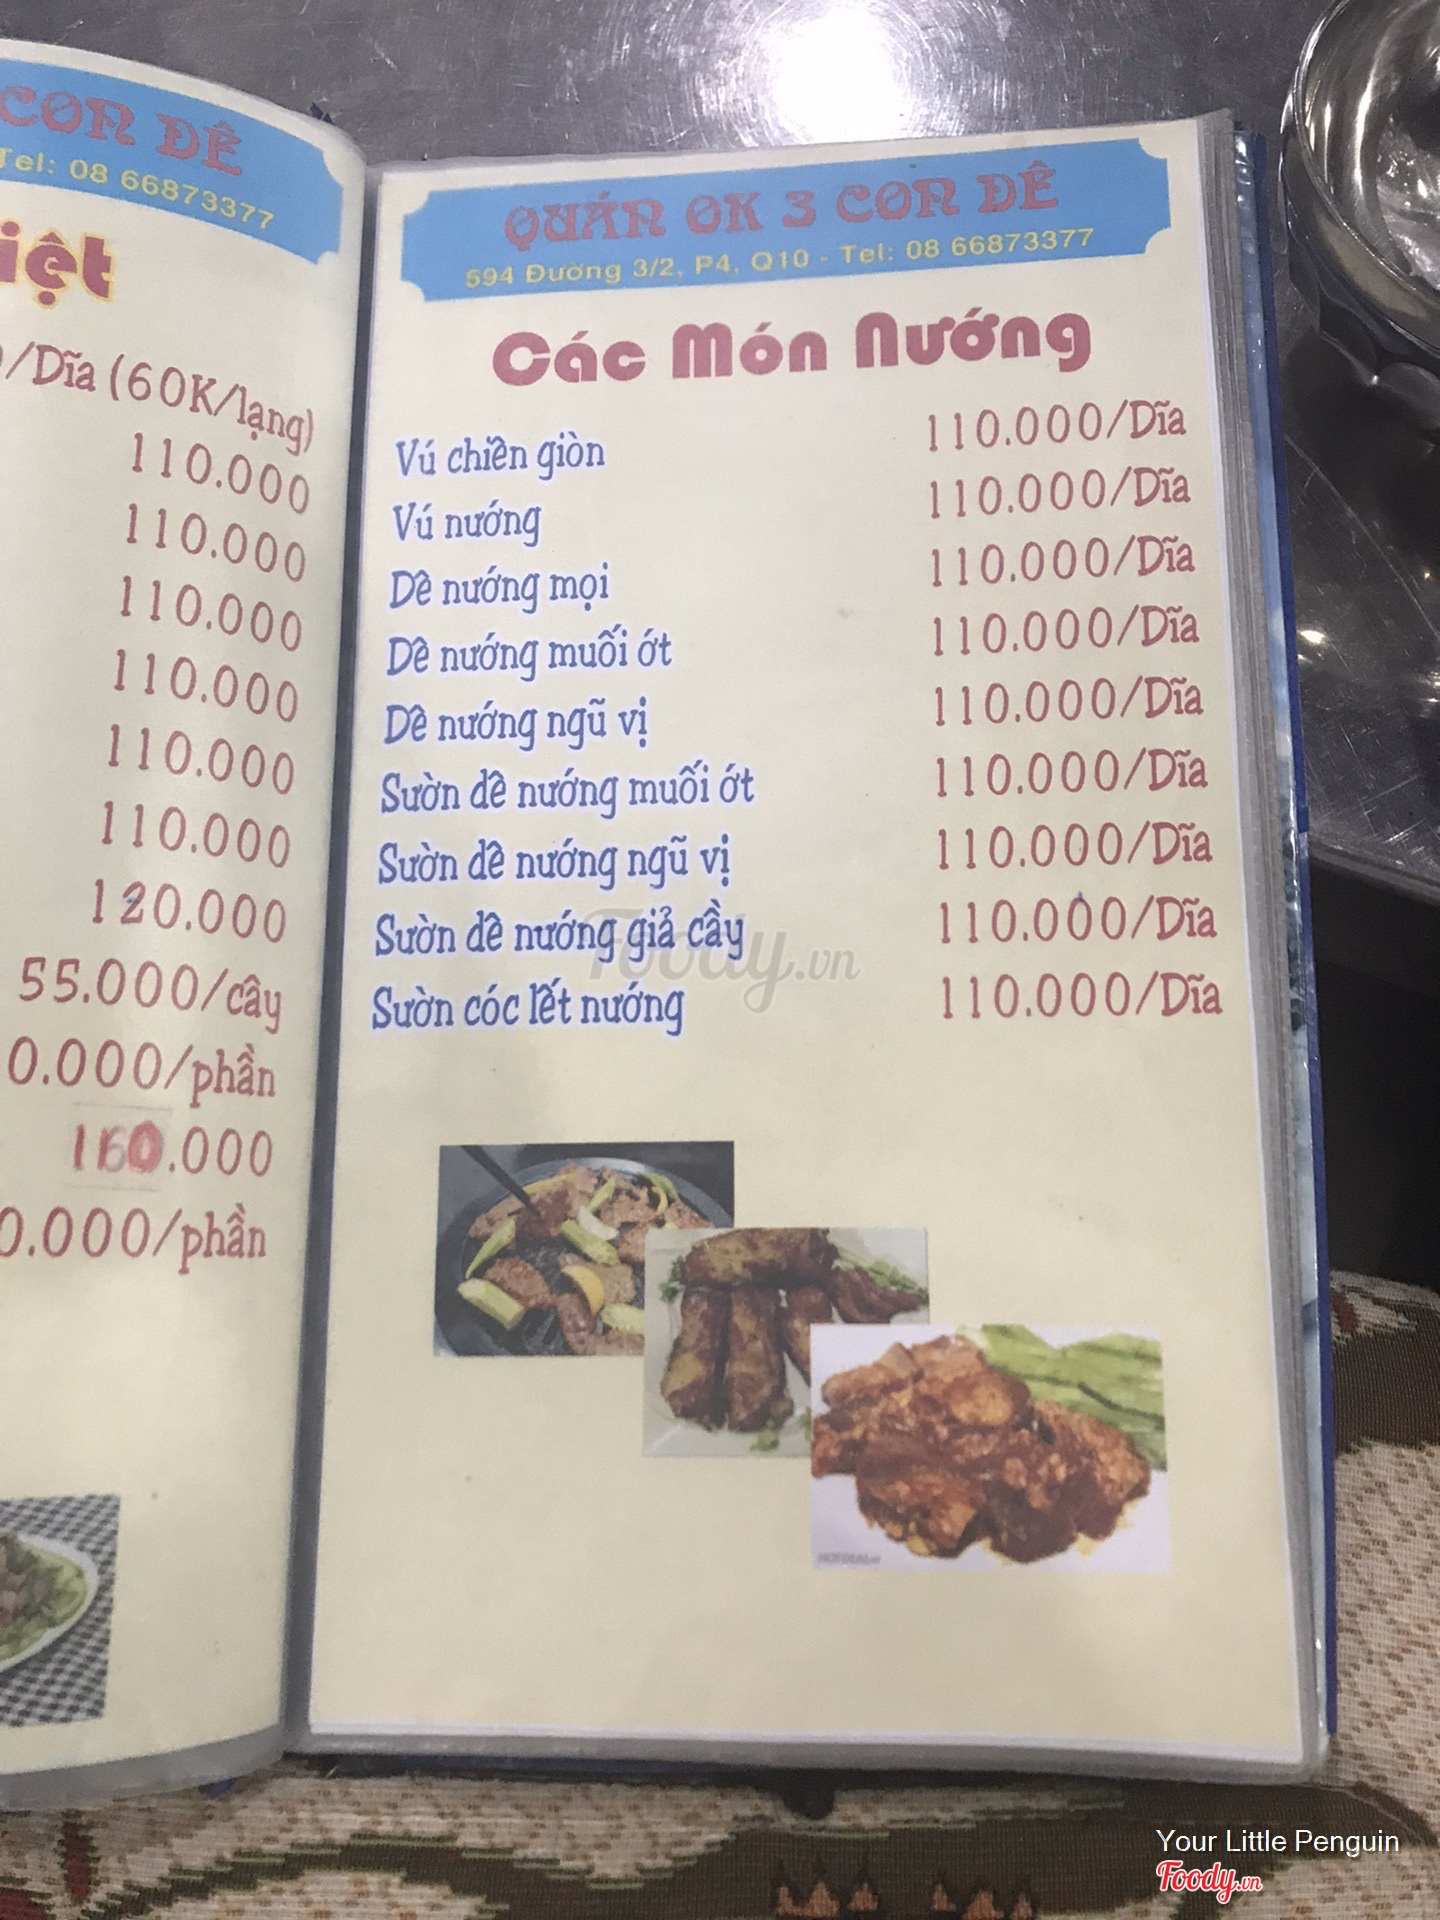 CON DÊ
Tel: 08 66873377
iệt
/Dĩa (60K/lạng)
110.000
110.000
110.000
110.000
110.000
110.000
120.000
55.000/cây
0.000/phần
160.000
0.000/phần
QUÁN OK 3 CON DÊ
594 Đường 3/2, P4, Q10 - Tel: 08 66873377
Các Món Nướng
Vú chiên giòn 110.000/Dĩa
Vú nướng 110.000/Dĩa
Dê nướng mọi 110.000/Dĩa
Dê nướng muối ớt 110.000/Dĩa
Dê nướng ngũ vị 110.000/Dĩa
Sườn dê nướng muối ớt 110.000/Dĩa
Sườn dê nướng ngũ vị 110.000/Dĩa
Sườn dê nướng giả cầy 110.000/Dĩa
Sườn cóc lết nướng 110.000/Dĩa
Foody.vn
Your Little Penguin
Foody.vn